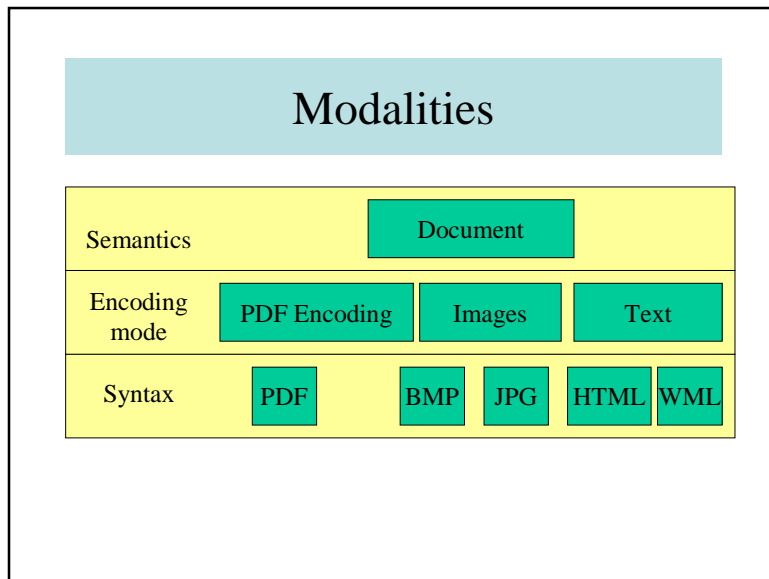 Modalities
Semantics
Document
Encoding
mode
PDF Encoding
Images
Text
Syntax
PDF
BMP
JPG
HTML
WML